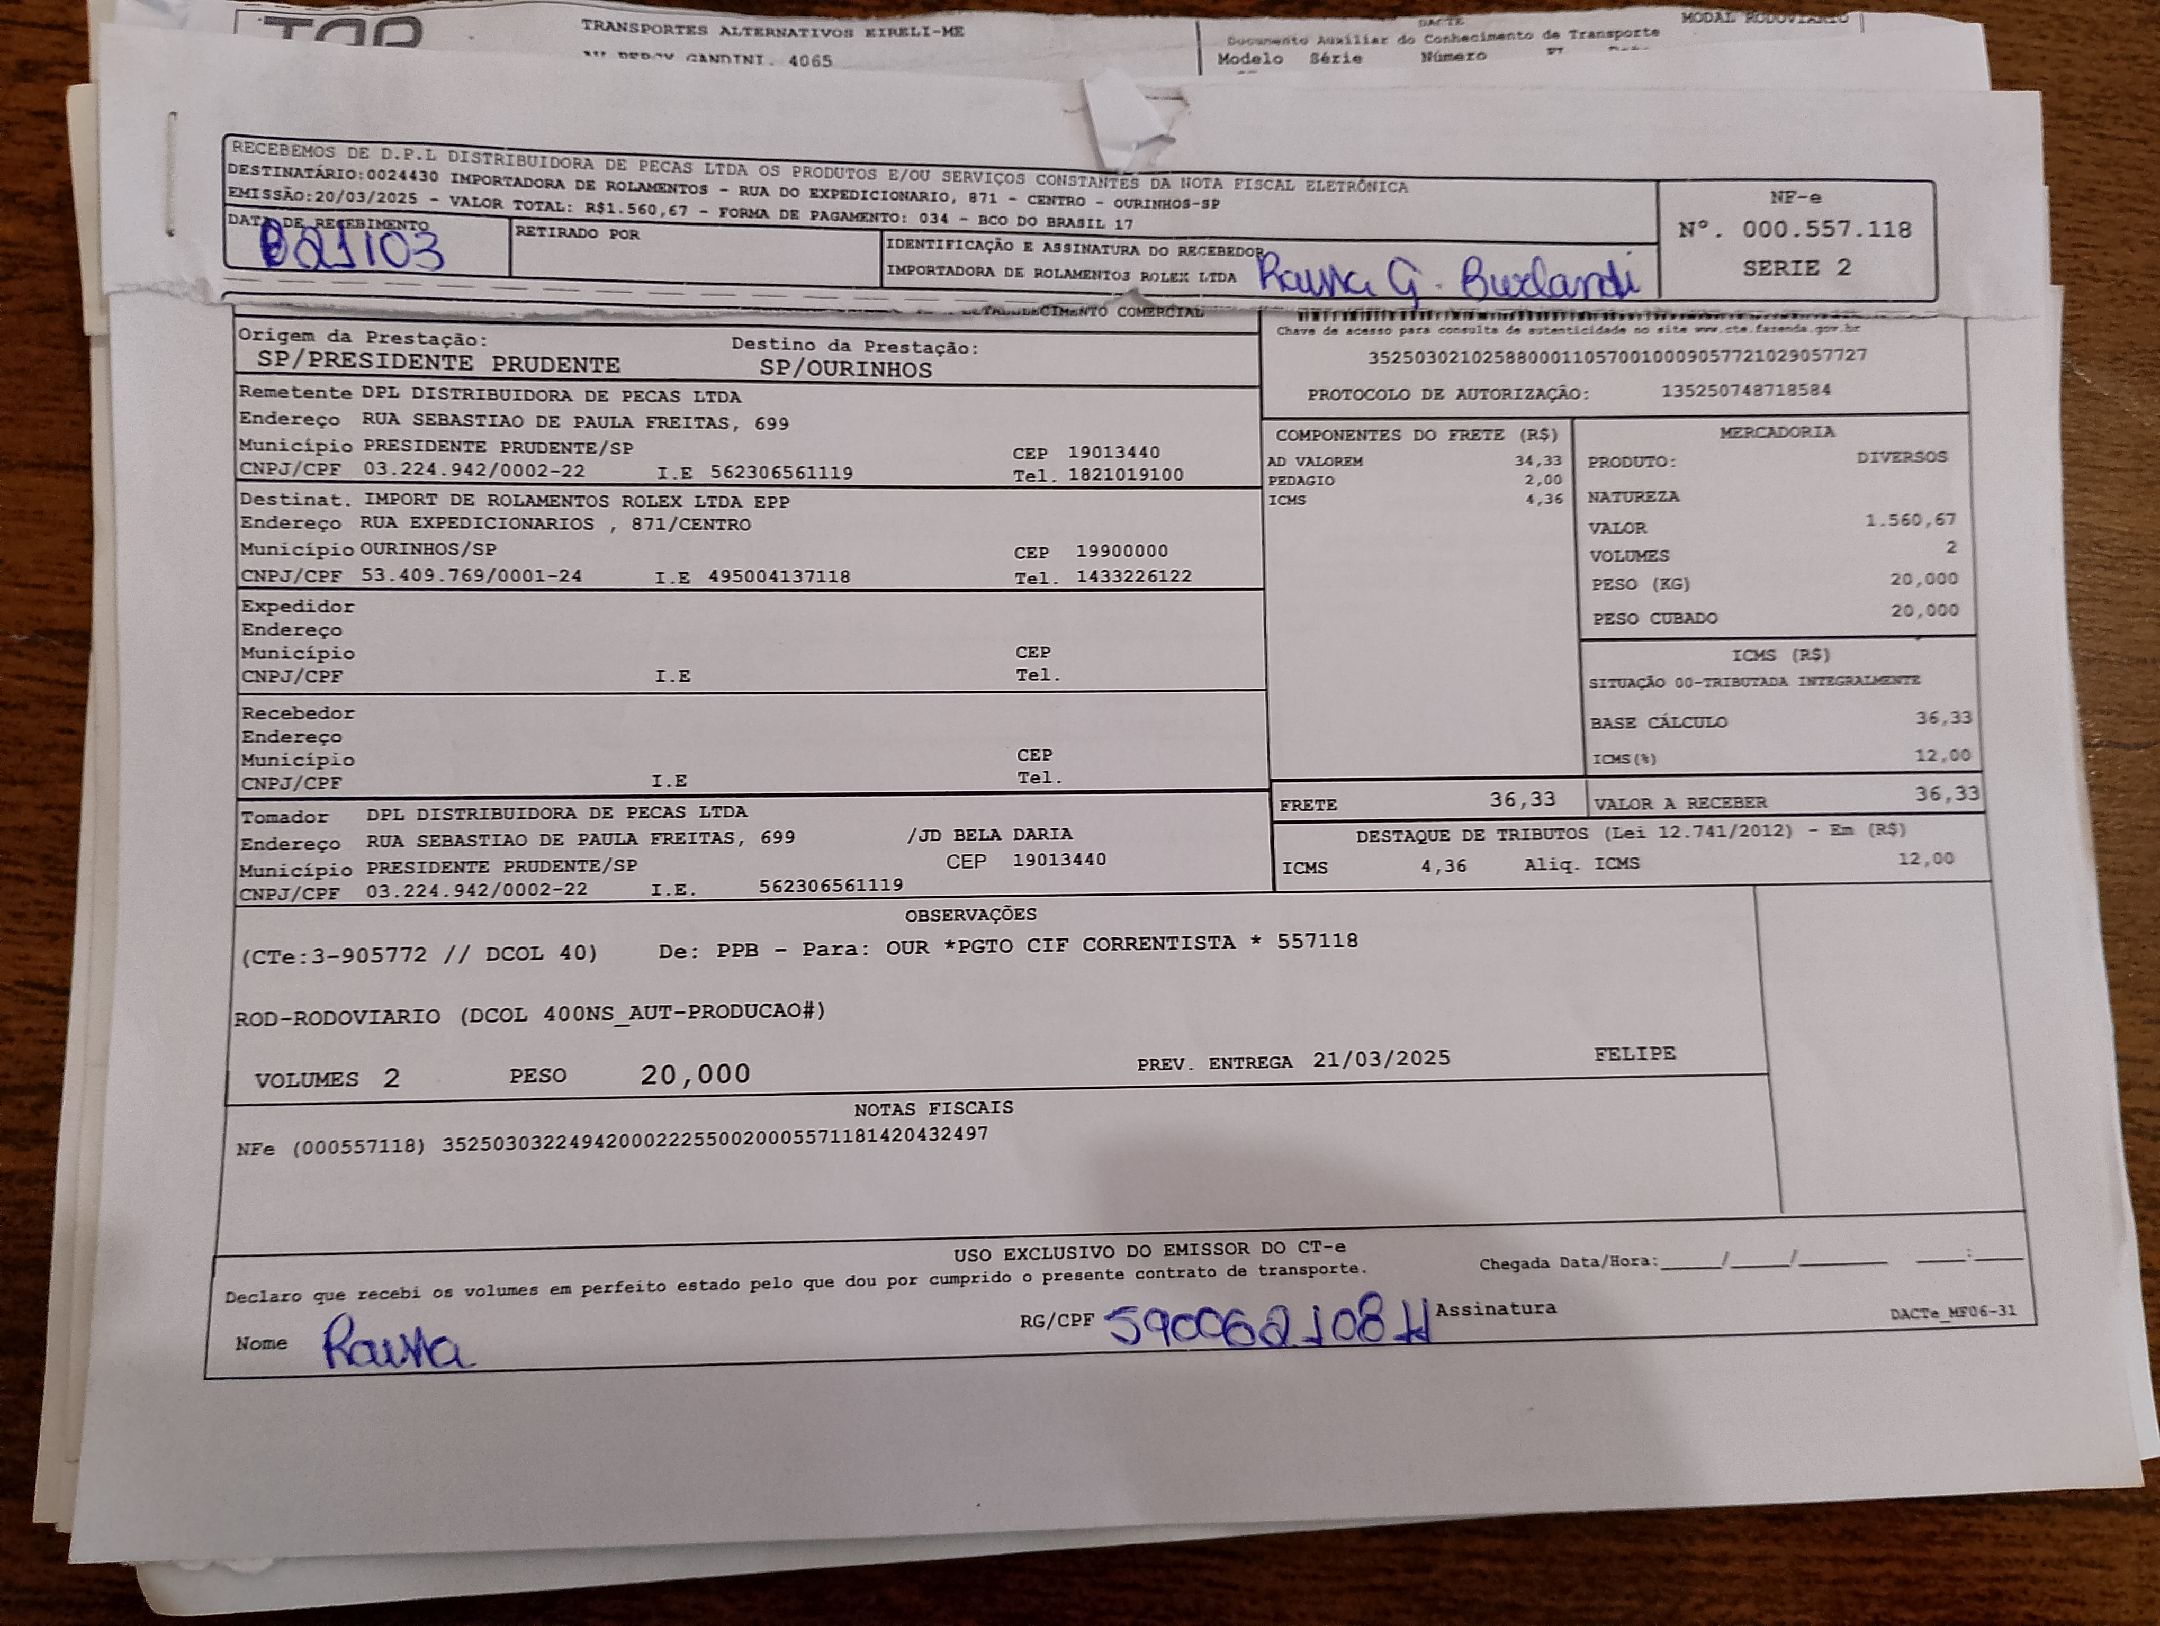 TRANSPORTES ALTERNATIVOS EIRELI-ME
GANDINI, 4065
DACTE
MODAL RODOVIARIO
Documento Auxiliar do Conhecimento de Transporte
Modelo Série Número
RECEBEMOS DE D.P.L DISTRIBUIDORA DE PECAS LTDA OS PRODUTOS E/OU SERVIÇOS CONSTANTES DA NOTA FISCAL ELETRÔNICA
DESTINATÁRIO:0024430 IMPORTADORA DE ROLAMENTOS - RUA DO EXPEDICIONARIO, 871 - CENTRO - OURINHOS-SP
EMISSÃO:20/03/2025 - VALOR TOTAL: R$1.560,67 - FORMA DE PAGAMENTO: 034 - BCO DO BRASIL 17
DATA DE RECEBIMENTO
21/03
RETIRADO POR
IDENTIFICAÇÃO E ASSINATURA DO RECEBEDOR
IMPORTADORA DE ROLAMENTOS ROLEX LTDA
NF-e
Nº. 000.557.118
SERIE 2
COMERCIAL
Origem da Prestação: Destino da Prestação:
SP/PRESIDENTE PRUDENTE SP/OURINHOS
Remetente DPL DISTRIBUIDORA DE PECAS LTDA
Endereço RUA SEBASTIAO DE PAULA FREITAS, 699
Município PRESIDENTE PRUDENTE/SP CEP 19013440
CNPJ/CPF 03.224.942/0002-22 I.E 562306561119 Tel. 1821019100
Destinat. IMPORT DE ROLAMENTOS ROLEX LTDA EPP
Endereço RUA EXPEDICIONARIOS , 871/CENTRO
Município OURINHOS/SP CEP 19900000
CNPJ/CPF 53.409.769/0001-24 I.E 495004137118 Tel. 1433226122
Expedidor
Endereço
Município CEP
CNPJ/CPF I.E Tel.
Recebedor
Endereço
Município CEP
CNPJ/CPF I.E Tel.
Tomador DPL DISTRIBUIDORA DE PECAS LTDA
Endereço RUA SEBASTIAO DE PAULA FREITAS, 699 /JD BELA DARIA
Município PRESIDENTE PRUDENTE/SP CEP 19013440
CNPJ/CPF 03.224.942/0002-22 I.E. 562306561119
Chave de acesso para consulta de autenticidade no site www.cte.fazenda.gov.br
35250302102588000110570010009057721029057727
PROTOCOLO DE AUTORIZAÇÃO: 135250748718584
COMPONENTES DO FRETE (R$)
AD VALOREM 34,33
PEDAGIO 2,00
ICMS 4,36
MERCADORIA
PRODUTO: DIVERSOS
NATUREZA
VALOR 1.560,67
VOLUMES 2
PESO (KG) 20,000
PESO CUBADO 20,000
ICMS (R$)
SITUAÇÃO 00-TRIBUTADA INTEGRALMENTE
BASE CÁLCULO 36,33
ICMS(%) 12,00
FRETE 36,33 VALOR A RECEBER 36,33
DESTAQUE DE TRIBUTOS (Lei 12.741/2012) - Em (R$)
ICMS 4,36 Aliq. ICMS 12,00
OBSERVAÇÕES
(CTe:3-905772 // DCOL 40) De: PPB - Para: OUR *PGTO CIF CORRENTISTA * 557118
ROD-RODOVIARIO (DCOL 400NS_AUT-PRODUCAO#)
VOLUMES 2 PESO 20,000 PREV. ENTREGA 21/03/2025 FELIPE
NOTAS FISCAIS
NFe (000557118) 35250303224942000222550020005571181420432497
USO EXCLUSIVO DO EMISSOR DO CT-e
Declaro que recebi os volumes em perfeito estado pelo que dou por cumprido o presente contrato de transporte.
Chegada Data/Hora:_____/_____/________ ____:____
Nome RG/CPF Assinatura
DACTe_MF06-31